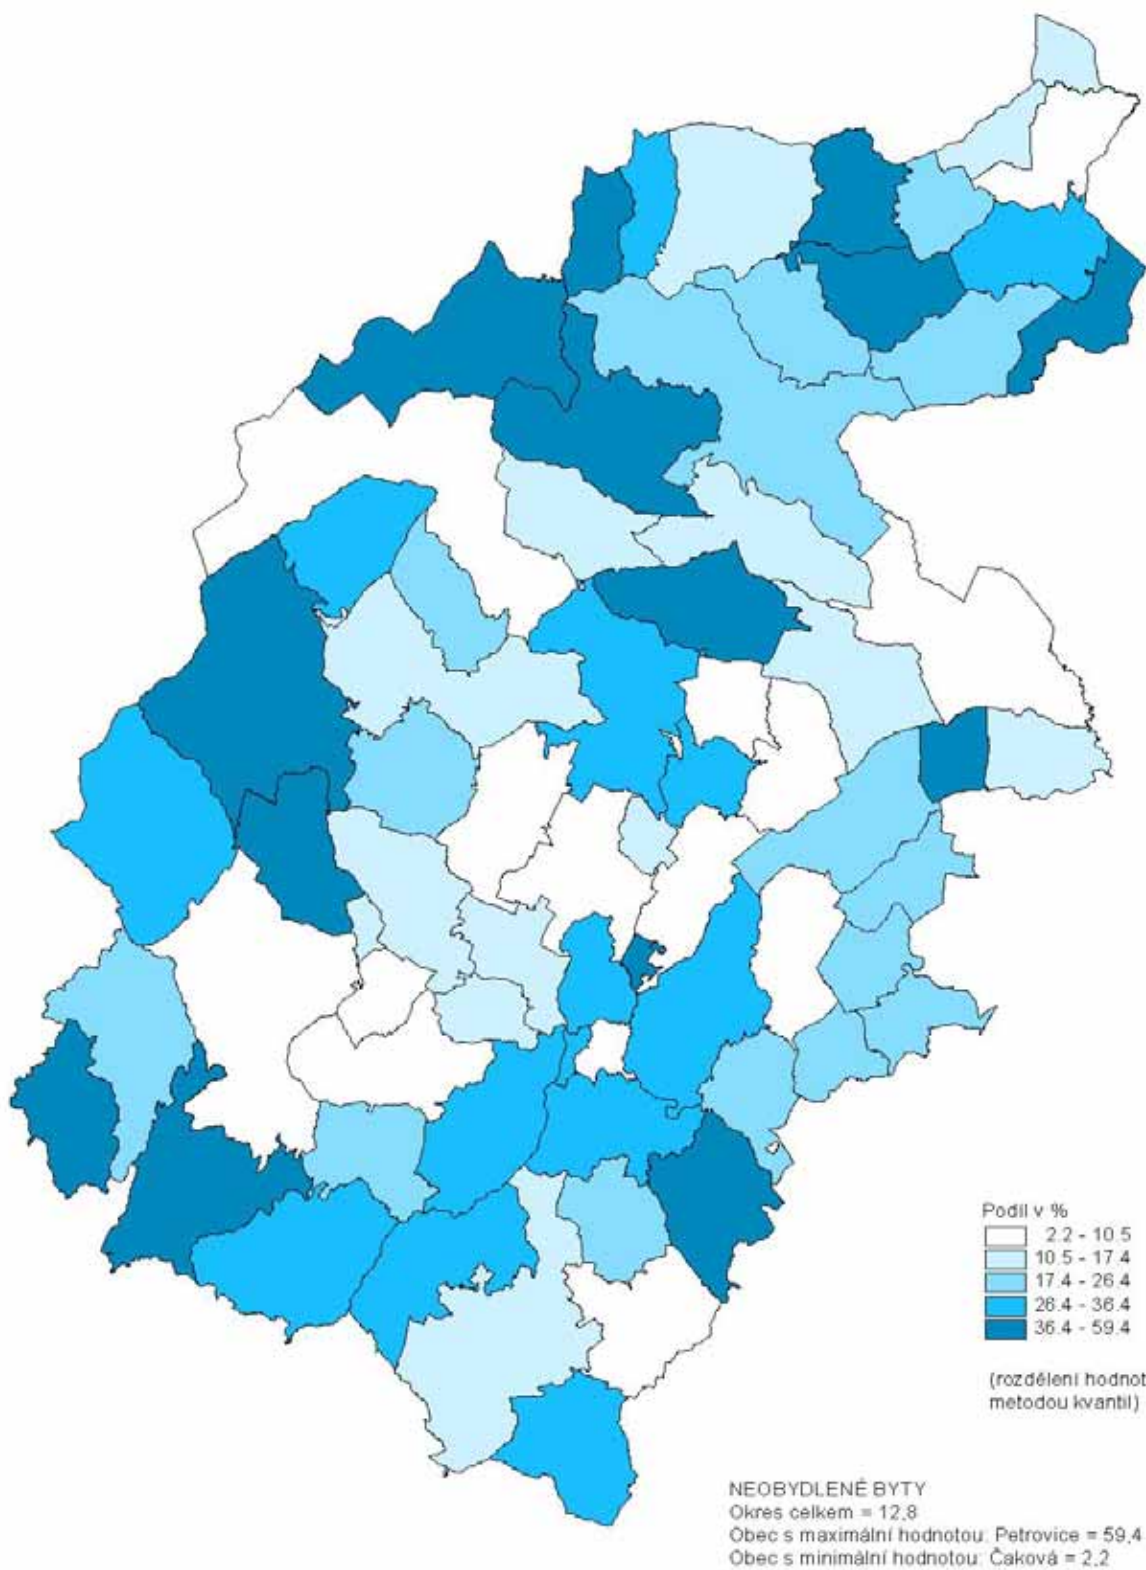 Podíl v %
2.2 - 10.5
10.5 - 17.4
17.4 - 26.4
26.4 - 36.4
36.4 - 59.4
(rozdělení hodnot
metodou kvantil)
NEOBYDLENÉ BYTY
Okres celkem = 12,8
Obec s maximální hodnotou: Petrovice = 59,4
Obec s minimální hodnotou: Čaková = 2,2